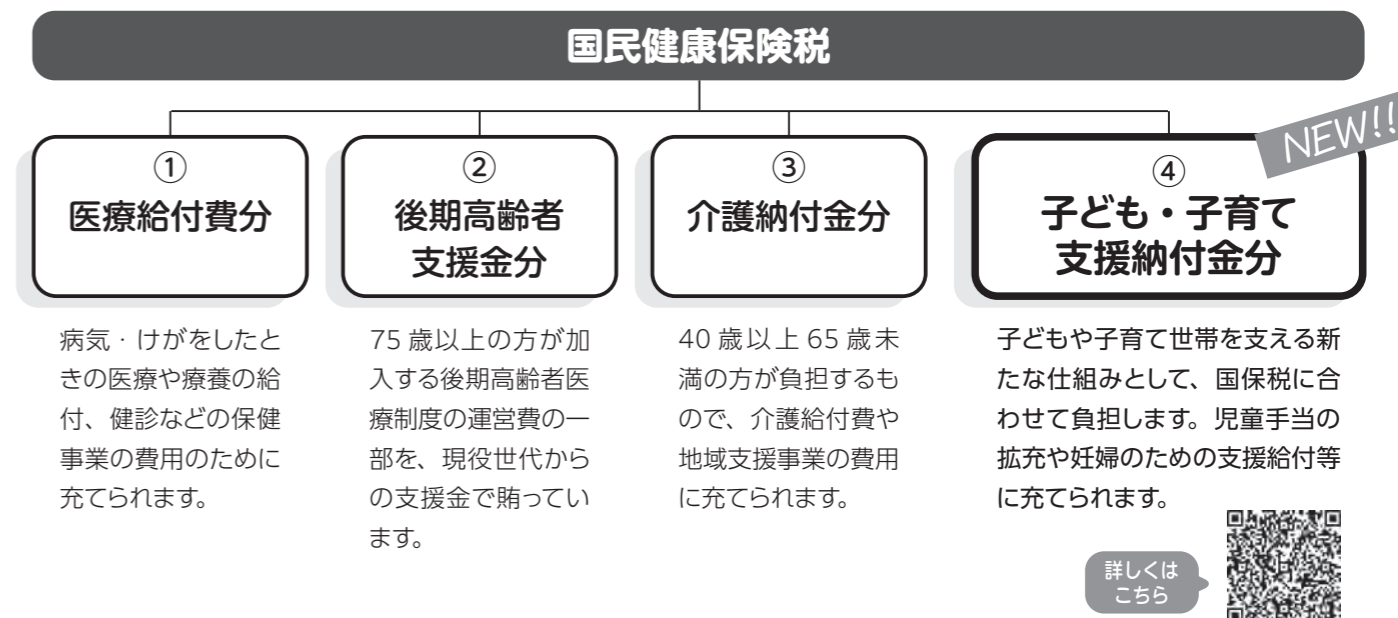 国民健康保険税
NEW!!
①
医療給付費分
病気・けがをしたと
きの医療や療養の給
付、健診などの保健
事業の費用のために
充てられます。
②
後期高齢者
支援金分
75 歳以上の方が加
入する後期高齢者医
療制度の運営費の一
部を、現役世代から
の支援金で賄ってい
ます。
③
介護納付金分
40 歳以上 65 歳未
満の方が負担するも
ので、介護給付費や
地域支援事業の費用
に充てられます。
④
子ども・子育て
支援納付金分
子どもや子育て世帯を支える新
たな仕組みとして、国保税に合
わせて負担します。児童手当の
拡充や妊婦のための支援給付等
に充てられます。
詳しくは
こちら